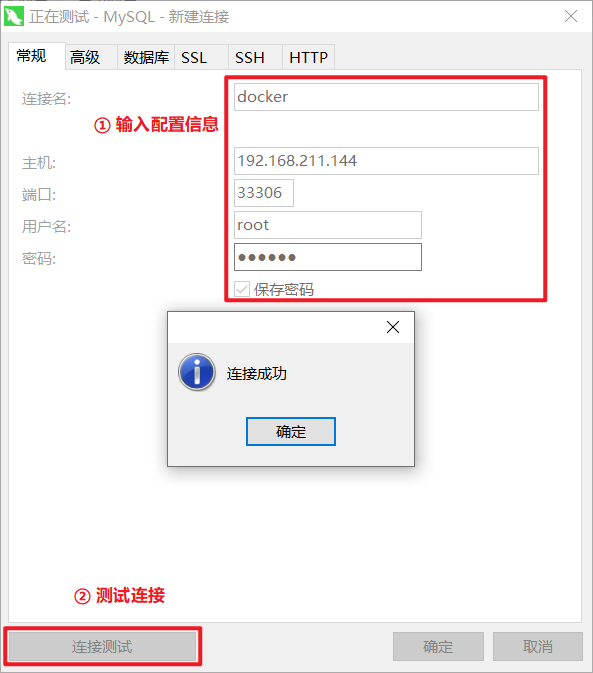 正在测试 - MySQL - 新建连接
常规 高级 数据库 SSL SSH HTTP
连接名: docker
① 输入配置信息
主机: 192.168.211.144
端口: 33306
用户名: root
密码: ●●●●●●
保存密码
连接成功
确定
② 测试连接
连接测试 确定 取消